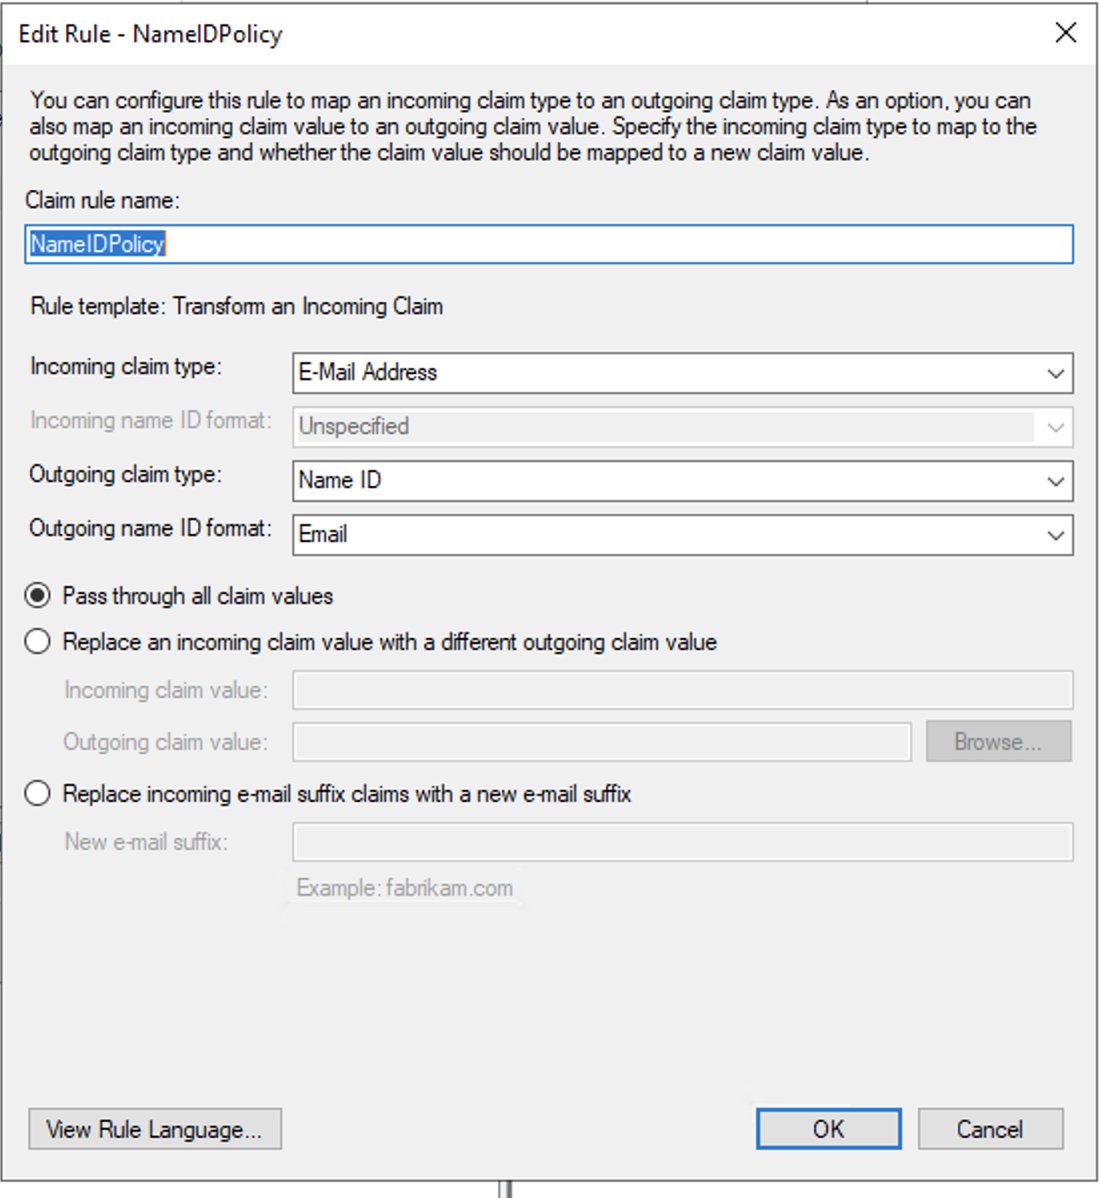 Edit Rule - NameIDPolicy
You can configure this rule to map an incoming claim type to an outgoing claim type. As an option, you can
also map an incoming claim value to an outgoing claim value. Specify the incoming claim type to map to the
outgoing claim type and whether the claim value should be mapped to a new claim value.
Claim rule name:
NameIDPolicy
Rule template: Transform an Incoming Claim
Incoming claim type: E-Mail Address
Incoming name ID format: Unspecified
Outgoing claim type: Name ID
Outgoing name ID format: Email
Pass through all claim values
Replace an incoming claim value with a different outgoing claim value
Incoming claim value:
Outgoing claim value: Browse...
Replace incoming e-mail suffix claims with a new e-mail suffix
New e-mail suffix:
Example: fabrikam.com
View Rule Language... OK Cancel